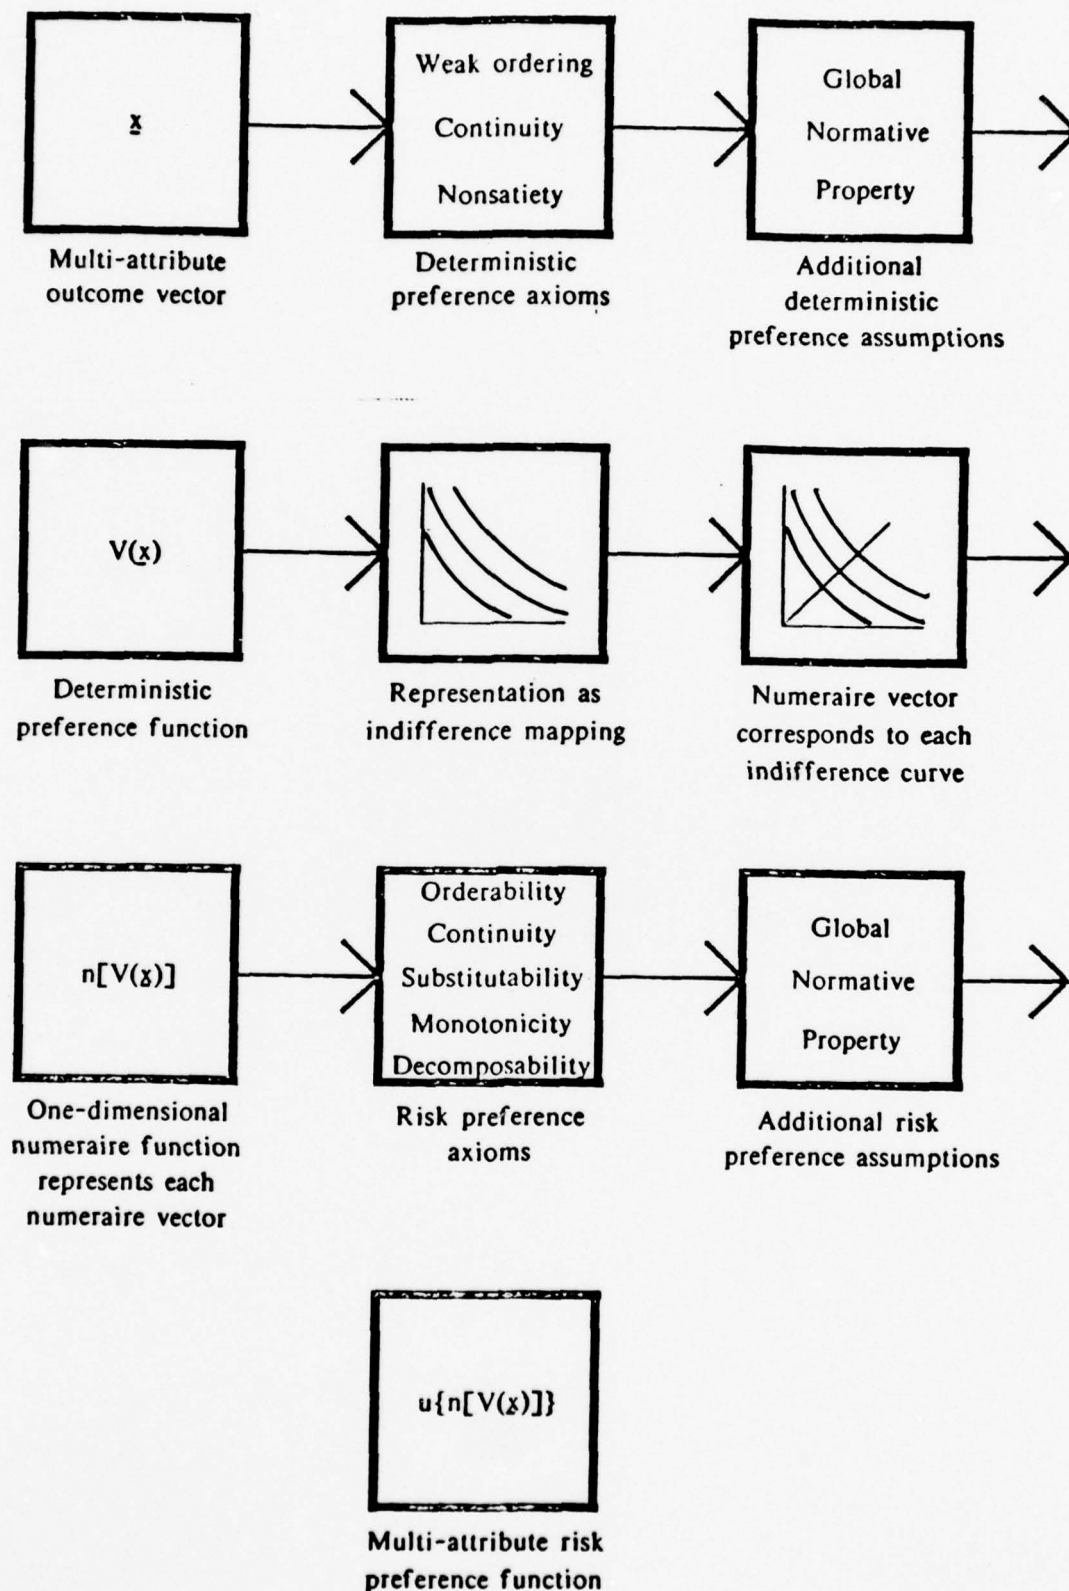 x
Multi-attribute
outcome vector
Weak ordering
Continuity
Nonsatiety
Deterministic
preference axioms
Global
Normative
Property
Additional
deterministic
preference assumptions
V(x)
Deterministic
preference function
Representation as
indifference mapping
Numeraire vector
corresponds to each
indifference curve
n[V(x)]
One-dimensional
numeraire function
represents each
numeraire vector
Orderability
Continuity
Substitutability
Monotonicity
Decomposability
Risk preference
axioms
Global
Normative
Property
Additional risk
preference assumptions
u{n[V(x)]}
Multi-attribute risk
preference function